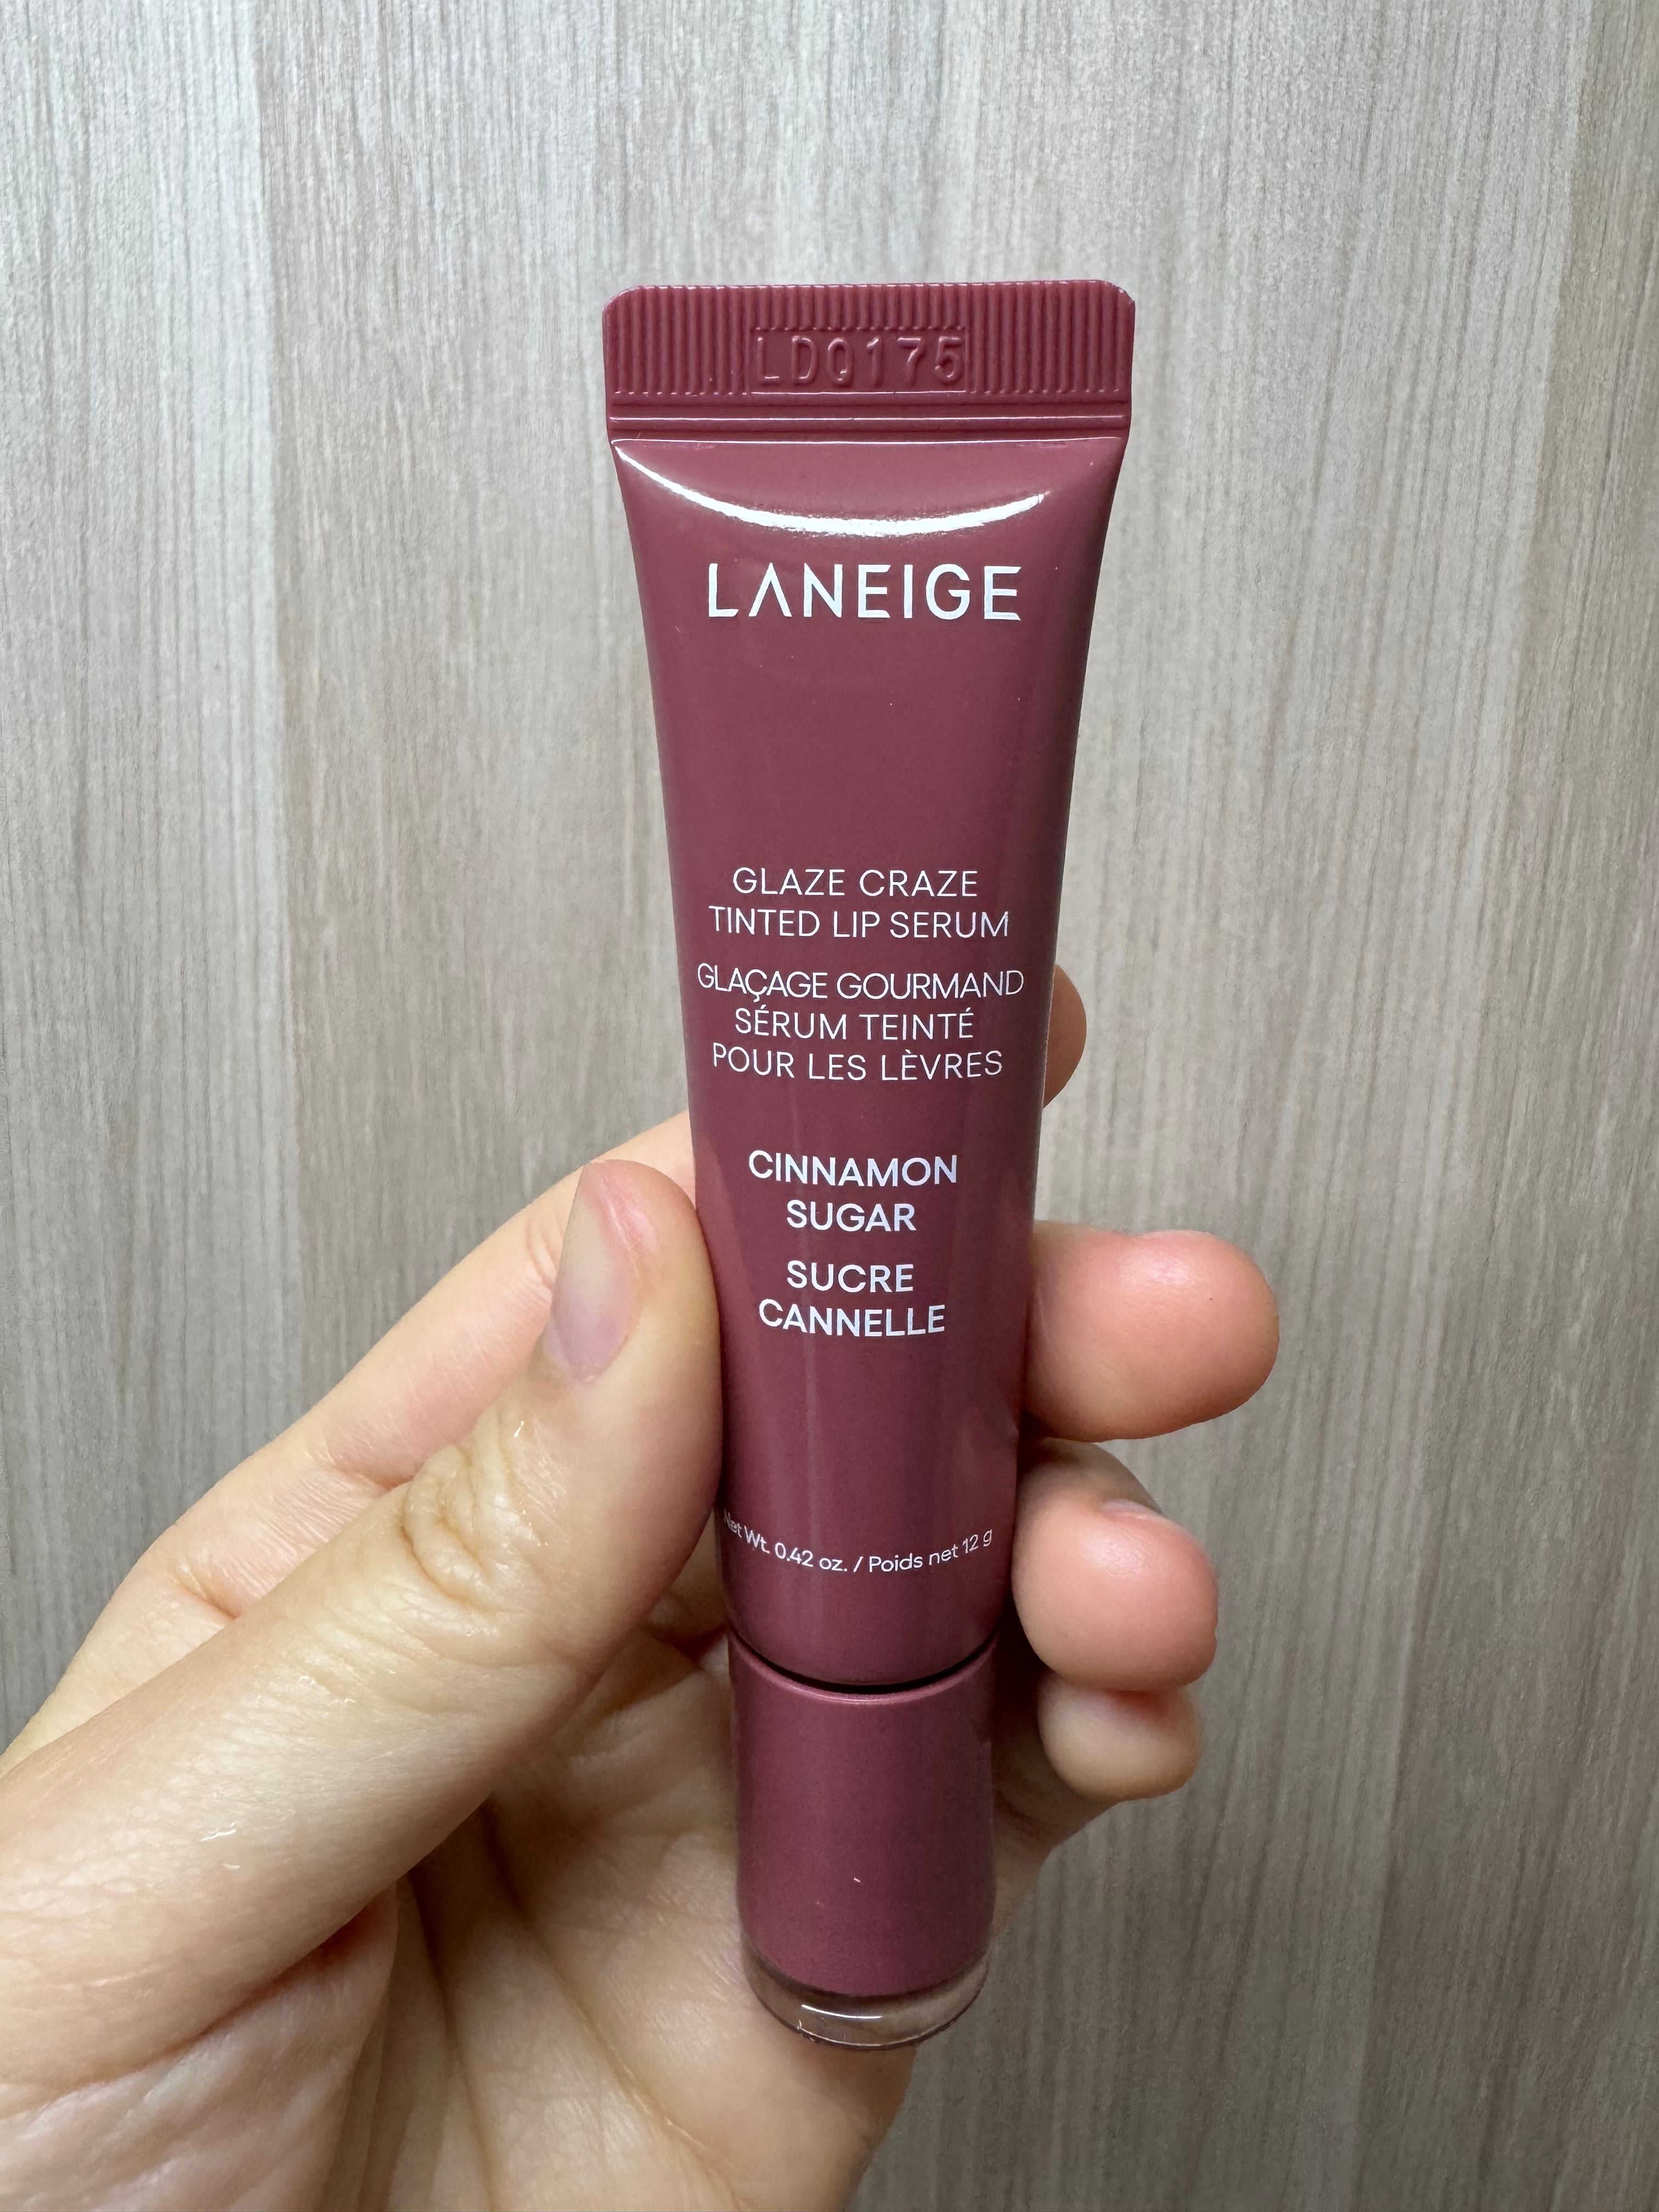 LDQ175
LANEIGE
GLAZE CRAZE
TINTED LIP SERUM
GLAÇAGE GOURMAND
SÉRUM TEINTÉ
POUR LES LÈVRES
CINNAMON
SUGAR
SUCRE
CANNELLE
Net Wt. 0.42 oz. / Poids net 12 g